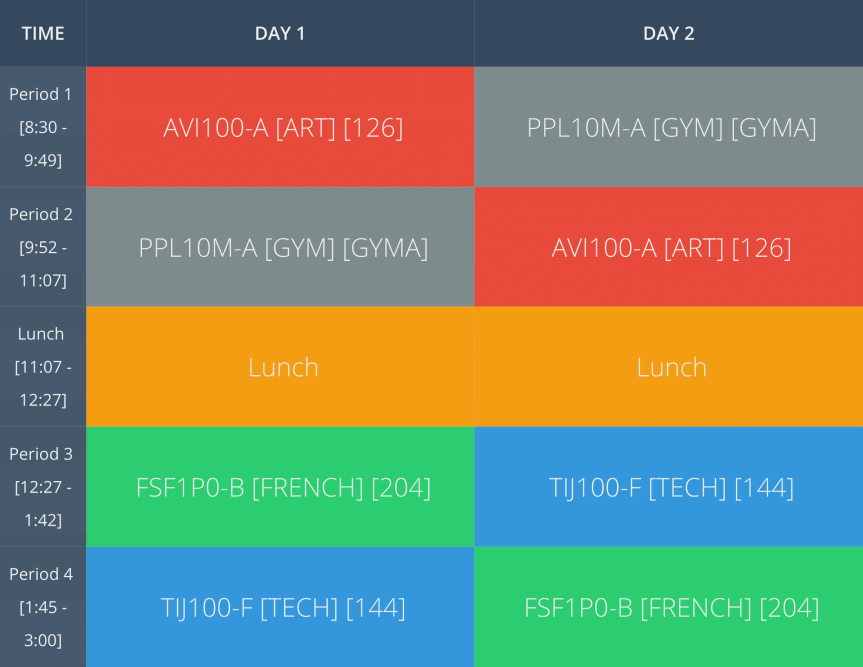 TIME DAY 1 DAY 2
Period 1
[8:30 -
9:49]
AVI100-A [ART] [126]
PPL10M-A [GYM] [GYMA]
Period 2
[9:52 -
11:07]
PPL10M-A [GYM] [GYMA]
AVI100-A [ART] [126]
Lunch
[11:07 -
12:27]
Lunch
Lunch
Period 3
[12:27 -
1:42]
FSF1P0-B [FRENCH] [204]
TIJ100-F [TECH] [144]
Period 4
[1:45 -
3:00]
TIJ100-F [TECH] [144]
FSF1P0-B [FRENCH] [204]